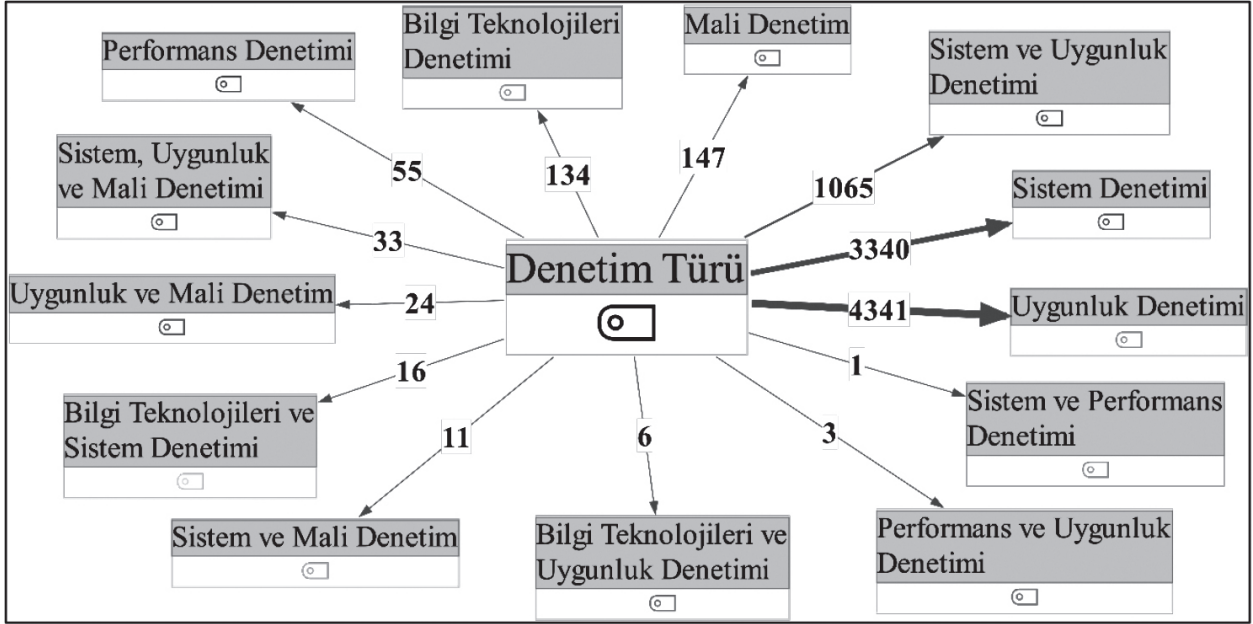 Performans Denetimi
Bilgi Teknolojileri
Denetimi
Mali Denetim
Sistem ve Uygunluk
Denetimi
Sistem, Uygunluk
ve Mali Denetimi
55
134
147
1065
Sistem Denetimi
33
3340
Denetim Türü
Uygunluk ve Mali Denetim
24
4341
Uygunluk Denetimi
16
1
Bilgi Teknolojileri ve
Sistem Denetimi
11
6
3
Sistem ve Performans
Denetimi
Sistem ve Mali Denetim
Bilgi Teknolojileri ve
Uygunluk Denetimi
Performans ve Uygunluk
Denetimi